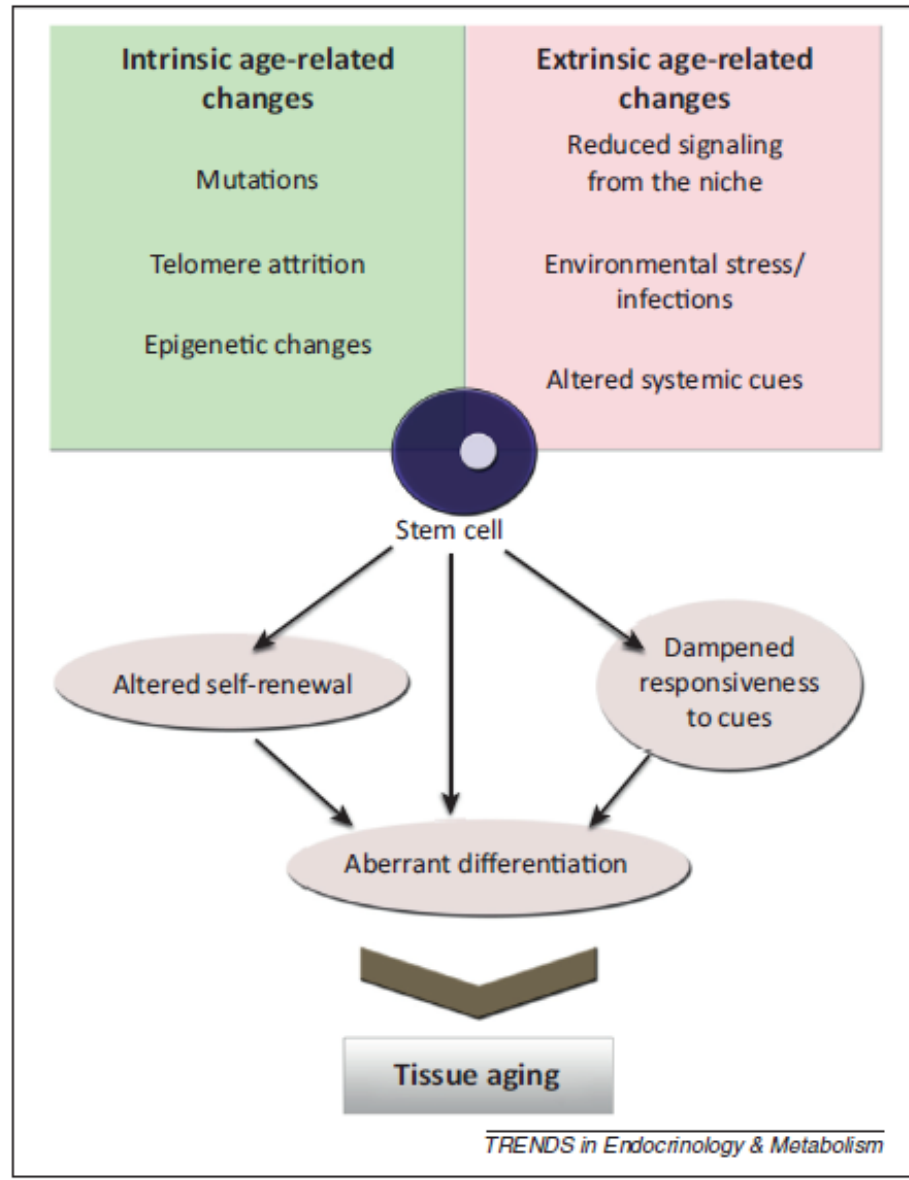 Intrinsic age-related
changes
Mutations
Telomere attrition
Epigenetic changes
Extrinsic age-related
changes
Reduced signaling
from the niche
Environmental stress/
infections
Altered systemic cues
Stem cell
Altered self-renewal
Dampened
responsiveness
to cues
Aberrant differentiation
Tissue aging
TRENDS in Endocrinology & Metabolism